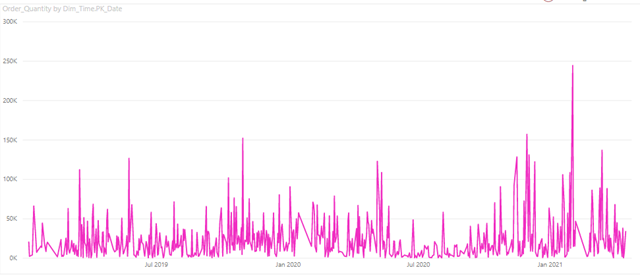 Order_Quantity by Dim_Time.PK_Date
300K
250K
200K
150K
100K
50K
0K
Jul 2019
Jan 2020
Jul 2020
Jan 2021